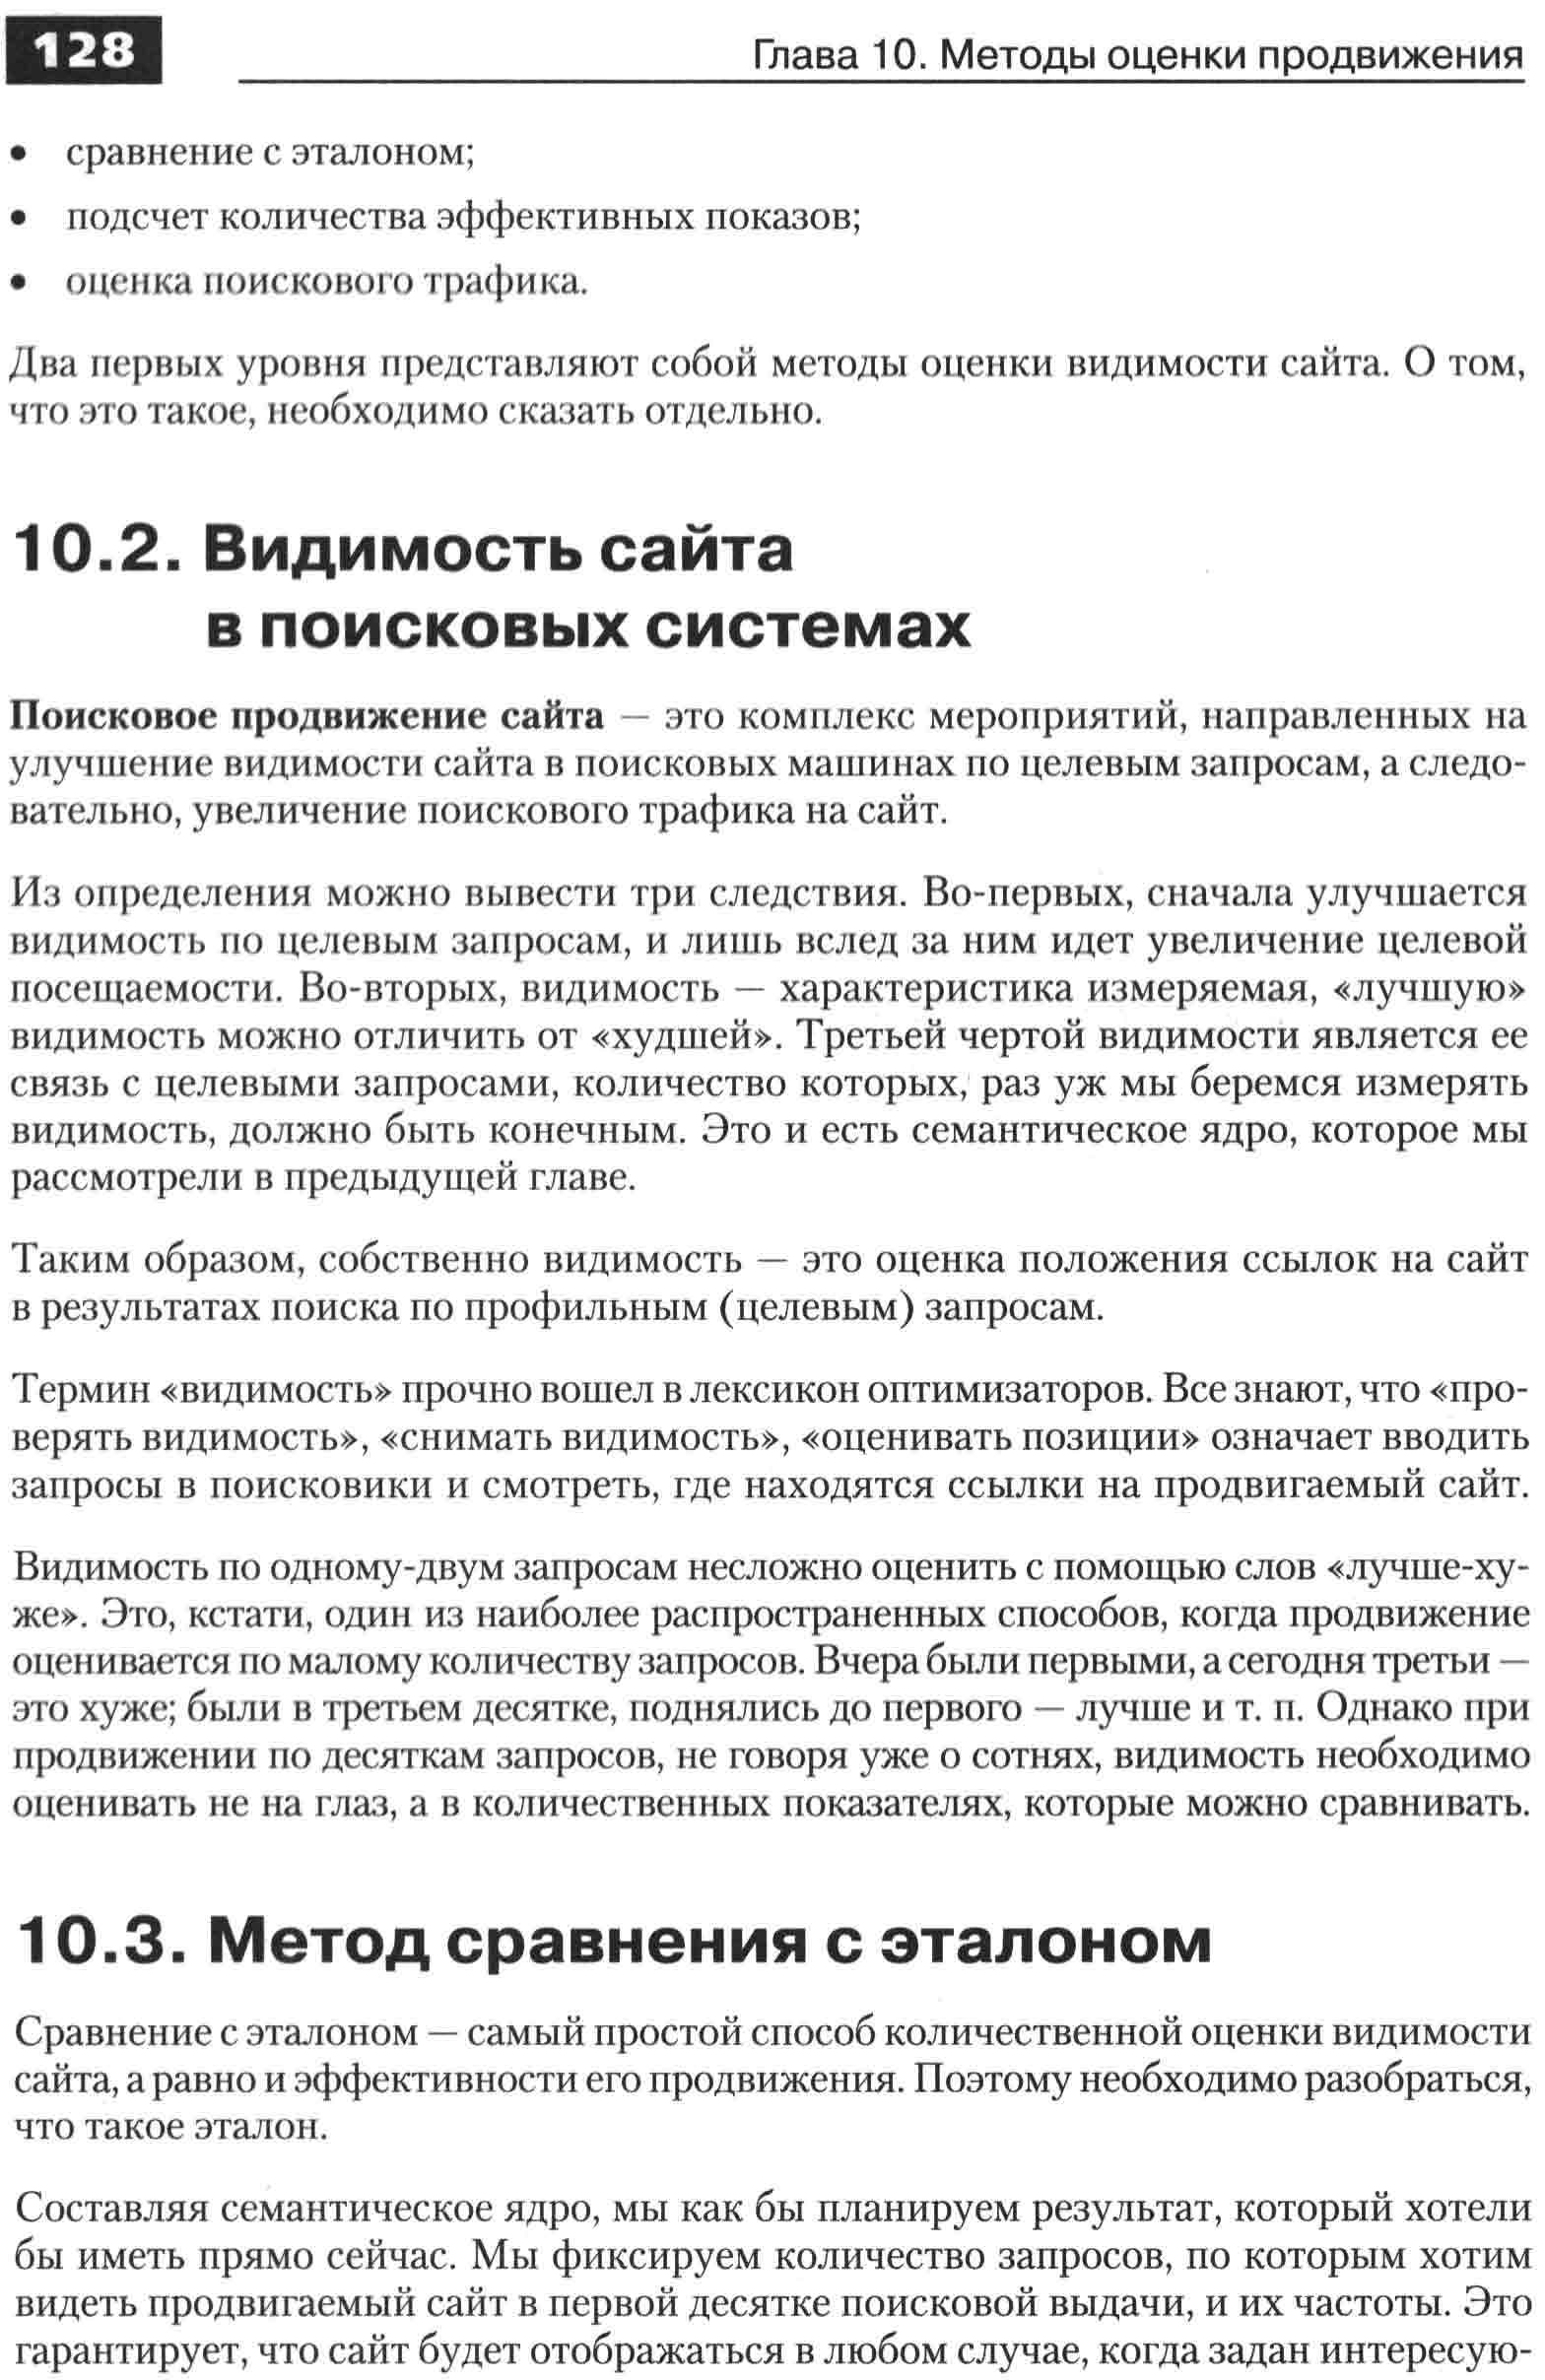 128
Глава 10. Методы оценки продвижения
• сравнение с эталоном;
• подсчет количества эффективных показов;
• оценка поискового трафика.
Два первых уровня представляют собой методы оценки видимости сайта. О том,
что это такое, необходимо сказать отдельно.
10.2. Видимость сайта
в поисковых системах
Поисковое продвижение сайта — это комплекс мероприятий, направленных на
улучшение видимости сайта в поисковых машинах по целевым запросам, а следо-
вательно, увеличение поискового трафика на сайт.
Из определения можно вывести три следствия. Во-первых, сначала улучшается
видимость по целевым запросам, и лишь вслед за ним идет увеличение целевой
посещаемости. Во-вторых, видимость — характеристика измеряемая, «лучшую»
видимость можно отличить от «худшей». Третьей чертой видимости является ее
связь с целевыми запросами, количество которых, раз уж мы беремся измерять
видимость, должно быть конечным. Это и есть семантическое ядро, которое мы
рассмотрели в предыдущей главе.
Таким образом, собственно видимость — это оценка положения ссылок на сайт
в результатах поиска по профильным (целевым) запросам.
Термин «видимость» прочно вошел в лексикон оптимизаторов. Все знают, что «про-
верять видимость», «снимать видимость», «оценивать позиции» означает вводить
запросы в поисковики и смотреть, где находятся ссылки на продвигаемый сайт.
Видимость по одному-двум запросам несложно оценить с помощью слов «лучше-ху-
же». Это, кстати, один из наиболее распространенных способов, когда продвижение
оценивается по малому количеству запросов. Вчера были первыми, а сегодня третьи —
это хуже; были в третьем десятке, поднялись до первого — лучше и т. п. Однако при
продвижении по десяткам запросов, не говоря уже о сотнях, видимость необходимо
оценивать не на глаз, а в количественных показателях, которые можно сравнивать.
10.3. Метод сравнения с эталоном
Сравнение с эталоном — самый простой способ количественной оценки видимости
сайта, а равно и эффективности его продвижения. Поэтому необходимо разобраться,
что такое эталон.
Составляя семантическое ядро, мы как бы планируем результат, который хотели
бы иметь прямо сейчас. Мы фиксируем количество запросов, по которым хотим
видеть продвигаемый сайт в первой десятке поисковой выдачи, и их частоты. Это
гарантирует, что сайт будет отображаться в любом случае, когда задан интересую-